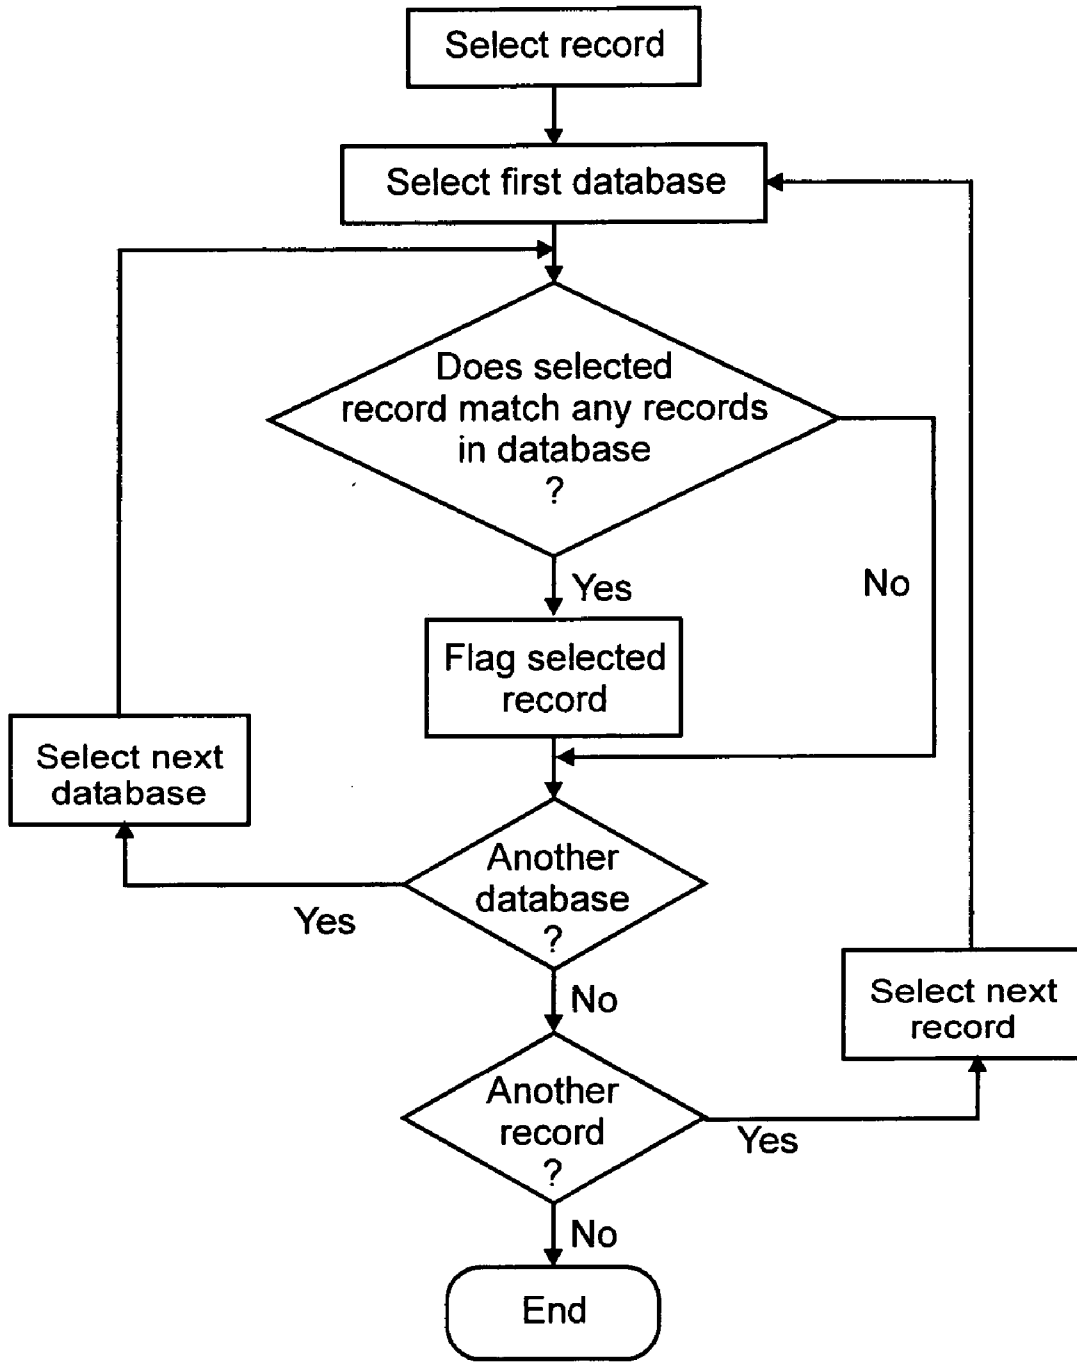 Select record
Select first database
Does selected
record match any records
in database
?
Yes
No
Flag selected
record
Select next
database
Another
database
?
Yes
No
Select next
record
Another
record
?
Yes
No
End